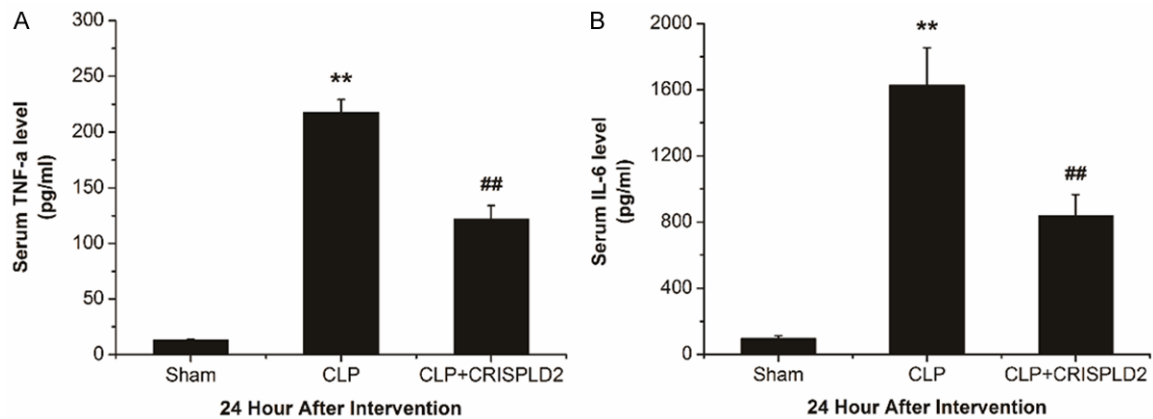 A
Serum TNF-a level
(pg/ml)
300
250
200
150
100
50
0
**
##
Sham CLP CLP+CRISPLD2
24 Hour After Intervention
B
Serum IL-6 level
(pg/ml)
2000
1600
1200
800
400
0
**
##
Sham CLP CLP+CRISPLD2
24 Hour After Intervention